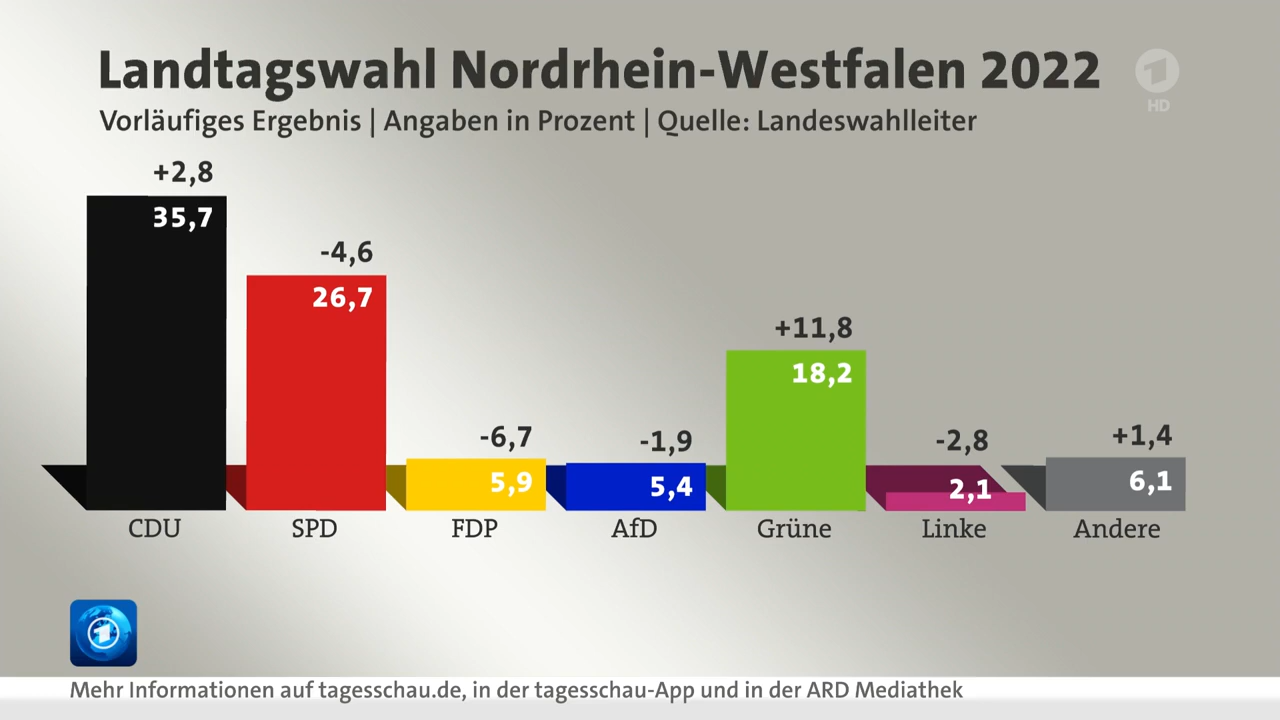 Landtagswahl Nordrhein-Westfalen 2022
HD
Vorläufiges Ergebnis | Angaben in Prozent | Quelle: Landeswahlleiter
+2,8
35,7
-4,6
26,7
-6,7
5,9
-1,9
5,4
+11,8
18,2
-2,8
2,1
+1,4
6,1
CDU SPD FDP AfD Grüne Linke Andere
Mehr Informationen auf tagesschau.de, in der tagesschau-App und in der ARD Mediathek